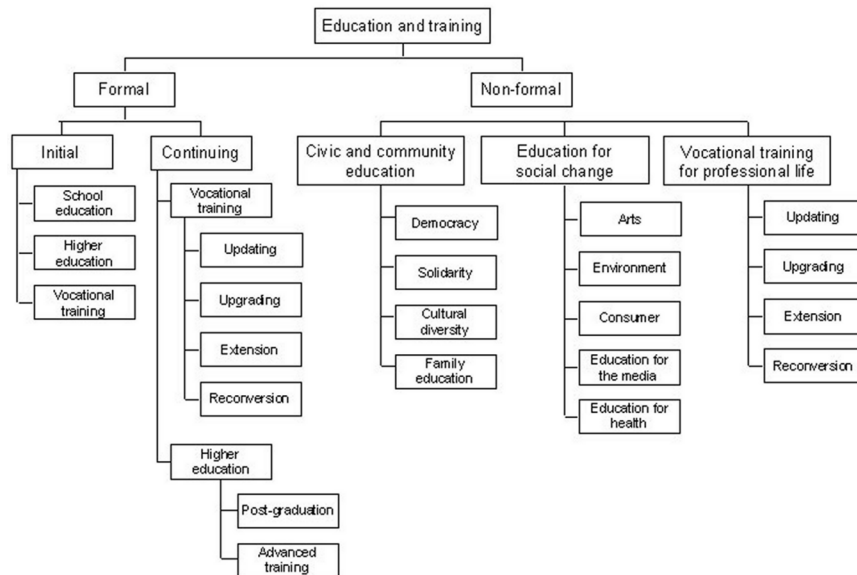 Education and training
Formal
Non-formal
Initial
Continuing
Civic and community
education
Education for
social change
Vocational training
for professional life
School
education
Higher
education
Vocational
training
Vocational
training
Updating
Upgrading
Extension
Reconversion
Higher
education
Post-graduation
Advanced
training
Democracy
Solidarity
Cultural
diversity
Family
education
Arts
Environment
Consumer
Education for
the media
Education for
health
Updating
Upgrading
Extension
Reconversion